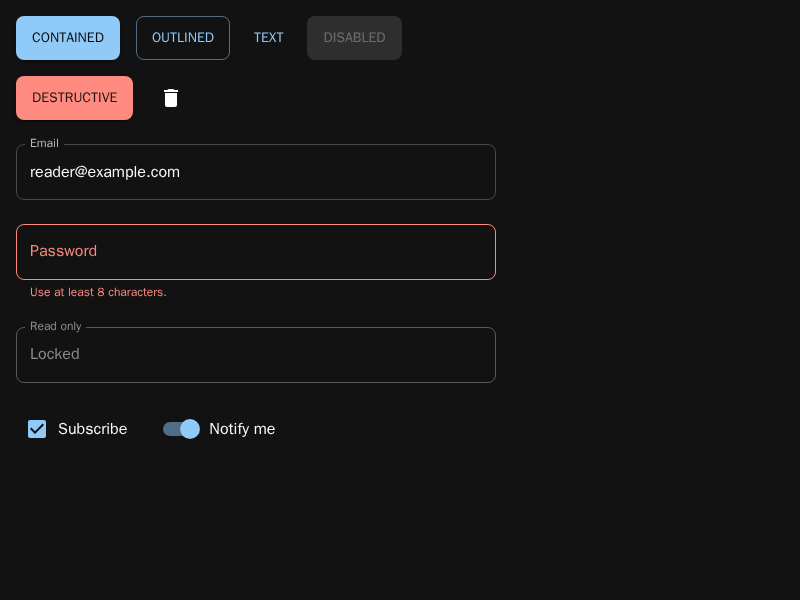 CONTAINED
OUTLINED
TEXT
DISABLED
DESTRUCTIVE
Email
reader@example.com
Password
Use at least 8 characters.
Read only
Locked
Subscribe
Notify me